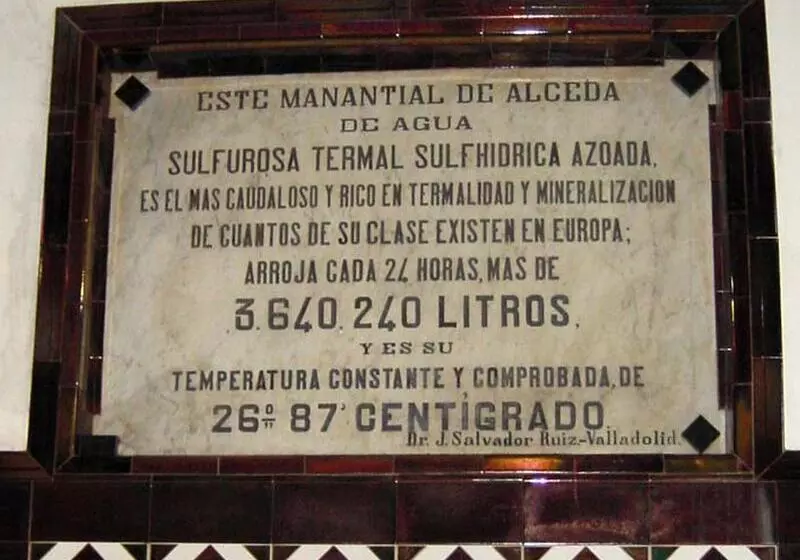 ESTE MANANTIAL DE ALCEDA
DE AGUA
SULFUROSA TERMAL SULFHIDRICA AZOADA,
ES EL MAS CAUDALOSO Y RICO EN TERMALIDAD Y MINERALIZACION
DE CUANTOS DE SU CLASE EXISTEN EN EUROPA;
ARROJA CADA 24 HORAS, MAS DE
3.640.240 LITROS,
Y ES SU
TEMPERATURA CONSTANTE Y COMPROBADA, DE
26º 87' CENTÍGRADO.
Dr. J. Salvador Ruiz.-Valladolid.